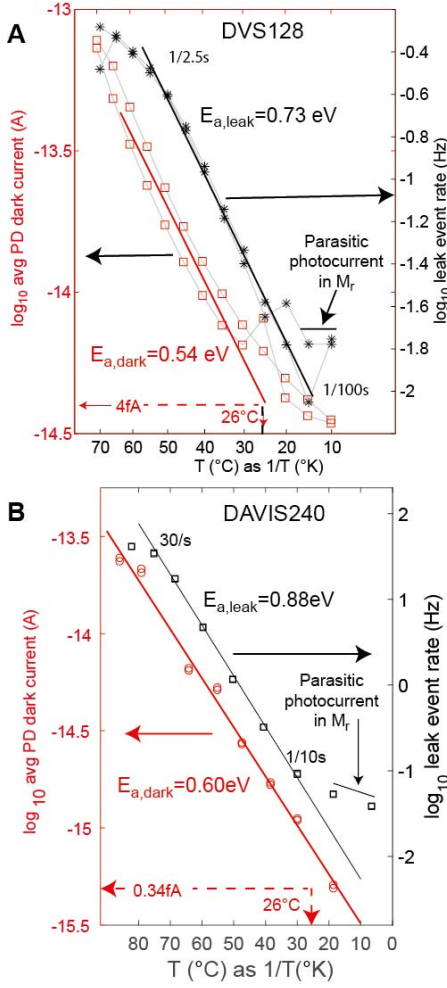 A
DVS128
-13
-13.5
-14
-14.5
log10 avg PD dark current (A)
1/2.5s
Ea,leak=0.73 eV
Parasitic
photocurrent
in Mr
Ea,dark=0.54 eV
1/100s
4fA
26°C
-0.4
-0.6
-0.8
-1
-1.2
-1.4
-1.6
-1.8
-2
log10 leak event rate (Hz)
70 60 50 40 30 20 10
T (°C) as 1/T (°K)
B
DAVIS240
-13.5
-14
-14.5
-15
-15.5
log 10 avg PD dark current (A)
30/s
Ea,leak=0.88eV
Parasitic
photocurrent
in Mr
1/10s
Ea,dark=0.60eV
0.34fA
26°C
2
1
0
-1
-2
log10 leak event rate (Hz)
80 70 60 50 40 30 20 10 0
T (°C) as 1/T(°K)